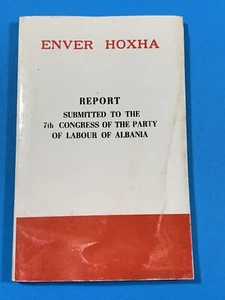 ENVER HOXHA
REPORT
SUBMITTED TO THE
7th CONGRESS OF THE PARTY
OF LABOUR OF ALBANIA